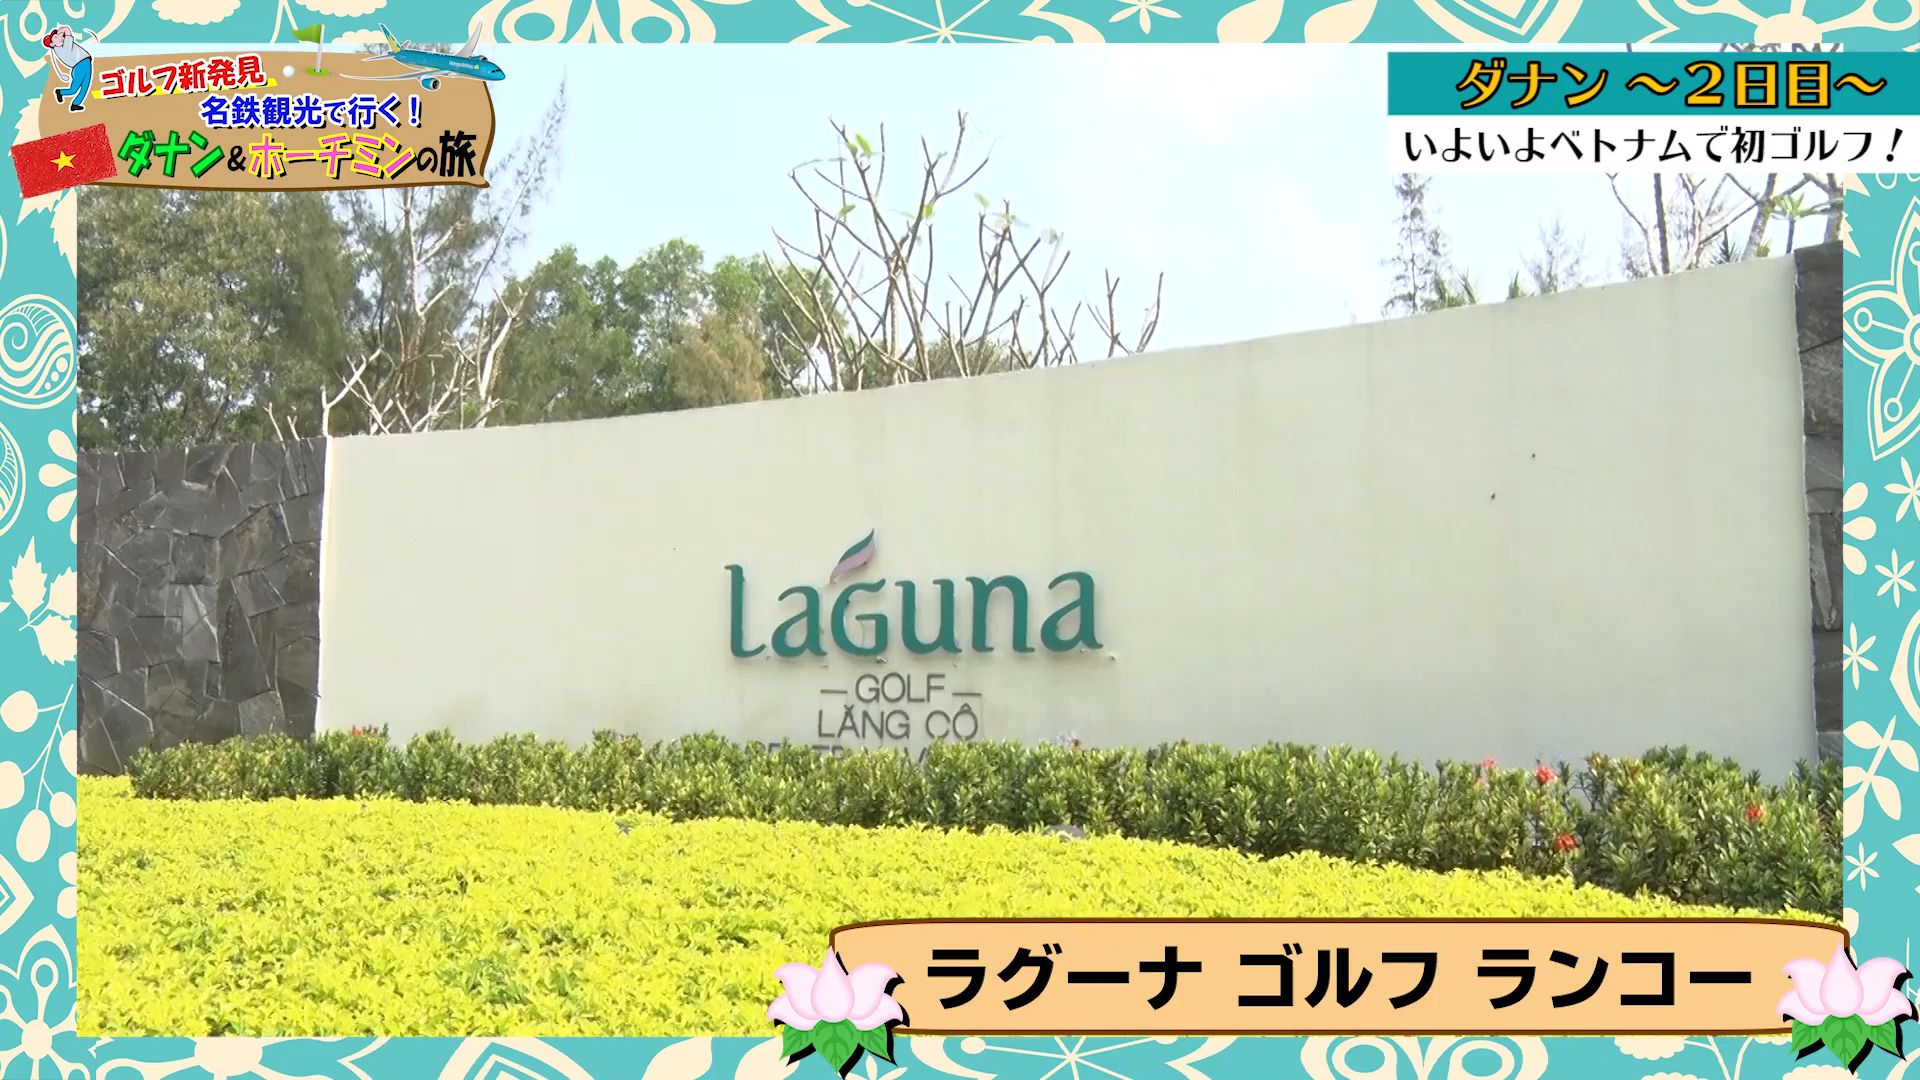 ゴルフ新発見
名鉄観光で行く!
ダナン&ホーチミンの旅
ダナン ～2日目～
いよいよベトナムで初ゴルフ!
Laguna
GOLF
LĂNG CÔ
ラグーナ ゴルフ ランコー